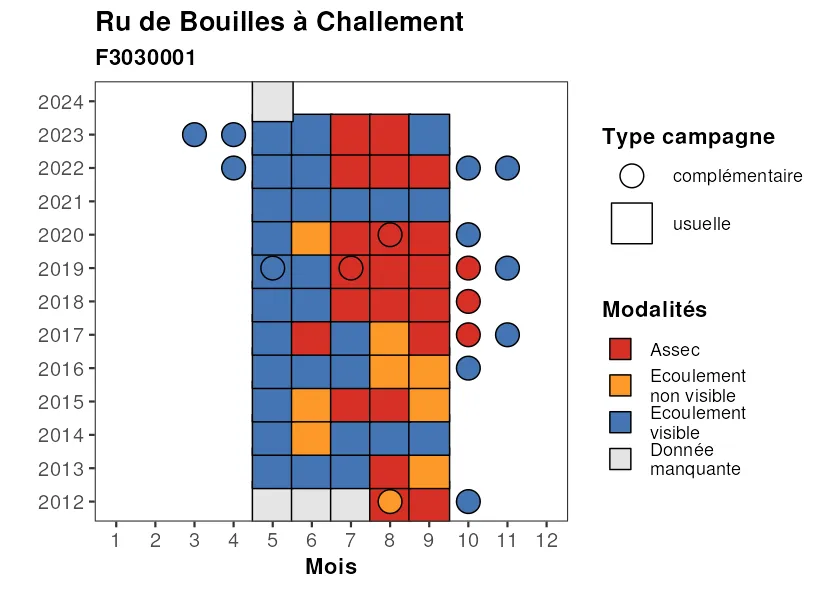 Ru de Bouilles à Challement
F3030001
2024
2023
2022
2021
2020
2019
2018
2017
2016
2015
2014
2013
2012
1 2 3 4 5 6 7 8 9 10 11 12
Mois
Type campagne
complémentaire
usuelle
Modalités
Assec
Ecoulement
non visible
Ecoulement
visible
Donnée
manquante